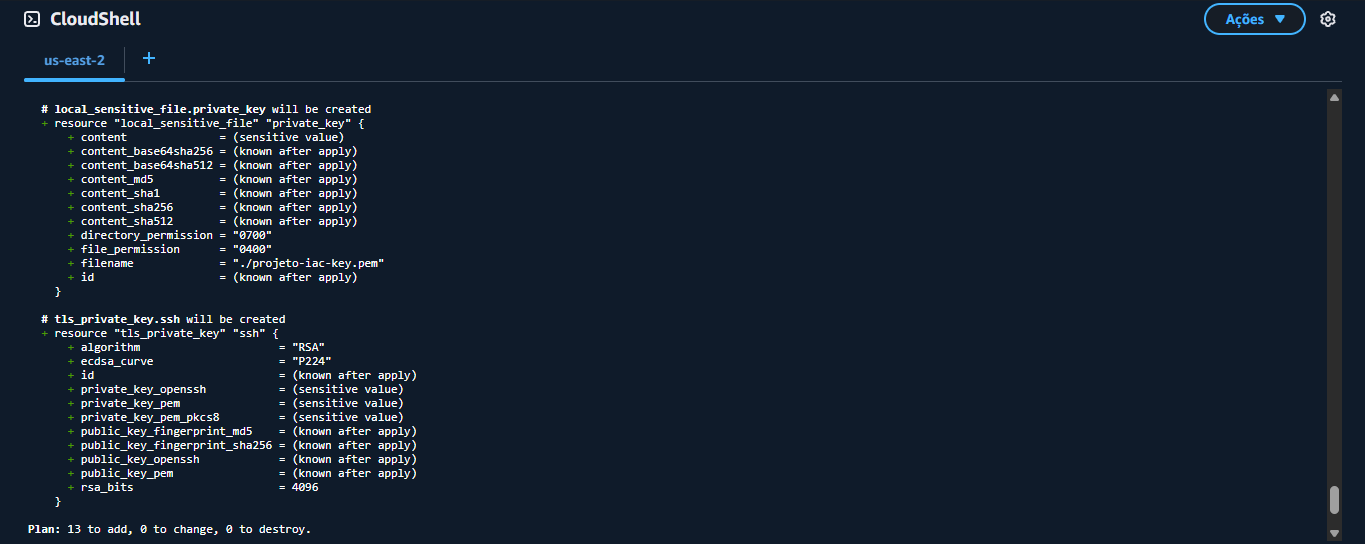 CloudShell
Ações
us-east-2
+
# local_sensitive_file.private_key will be created
+ resource "local_sensitive_file" "private_key" {
+ content = (sensitive value)
+ content_base64sha256 = (known after apply)
+ content_base64sha512 = (known after apply)
+ content_md5 = (known after apply)
+ content_sha1 = (known after apply)
+ content_sha256 = (known after apply)
+ content_sha512 = (known after apply)
+ directory_permission = "0700"
+ file_permission = "0400"
+ filename = "./projeto-iac-key.pem"
+ id = (known after apply)
}
# tls_private_key.ssh will be created
+ resource "tls_private_key" "ssh" {
+ algorithm = "RSA"
+ ecdsa_curve = "P224"
+ id = (known after apply)
+ private_key_openssh = (sensitive value)
+ private_key_pem = (sensitive value)
+ private_key_pem_pkcs8 = (sensitive value)
+ public_key_fingerprint_md5 = (known after apply)
+ public_key_fingerprint_sha256 = (known after apply)
+ public_key_openssh = (known after apply)
+ public_key_pem = (known after apply)
+ rsa_bits = 4096
}
Plan: 13 to add, 0 to change, 0 to destroy.